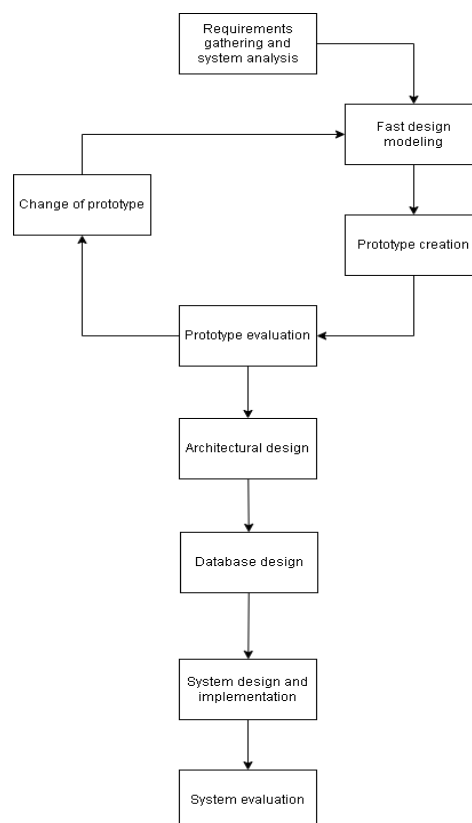 Requirements
gathering and
system analysis
Fast design
modeling
Change of prototype
Prototype creation
Prototype evaluation
Architectural design
Database design
System design and
implementation
System evaluation